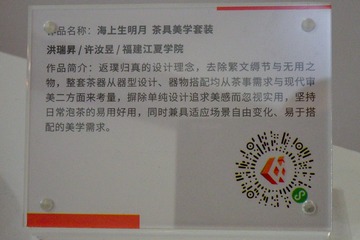 作品名称：海上生明月 茶具美学套装
洪瑞昇/许汝昱/福建江夏学院
作品简介：返璞归真的设计理念，去除繁文缛节与无用之
物，整套茶器从器型设计、器物搭配均从茶事需求与现代审
美二方面来考量，摒除单纯设计追求美感而忽视实用，坚持
日常泡茶的易用好用，同时兼具适应场景自由变化、易于搭
配的美学需求。